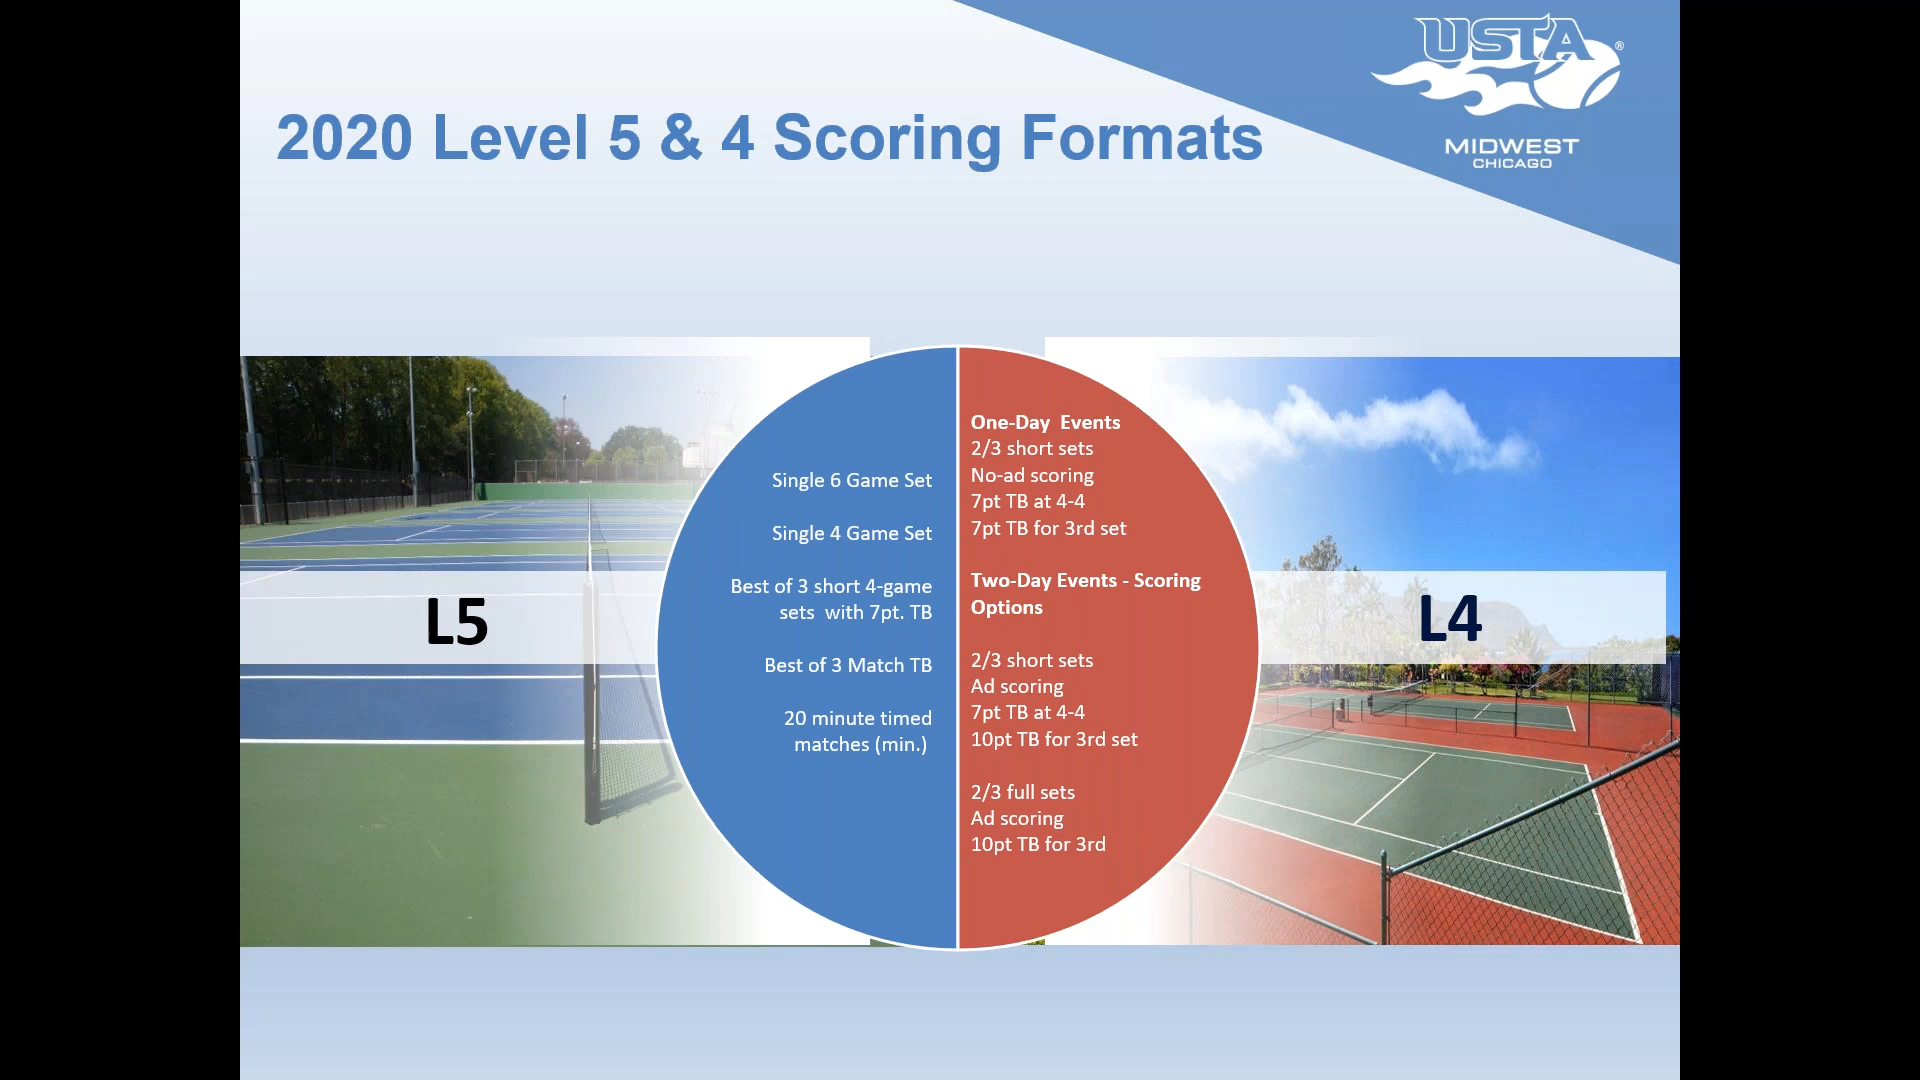 USTA®
MIDWEST
CHICAGO
2020 Level 5 & 4 Scoring Formats
L5
Single 6 Game Set
Single 4 Game Set
Best of 3 short 4-game
sets with 7pt. TB
Best of 3 Match TB
20 minute timed
matches (min.)
One-Day Events
2/3 short sets
No-ad scoring
7pt TB at 4-4
7pt TB for 3rd set
Two-Day Events - Scoring
Options
2/3 short sets
Ad scoring
7pt TB at 4-4
10pt TB for 3rd set
2/3 full sets
Ad scoring
10pt TB for 3rd
L4